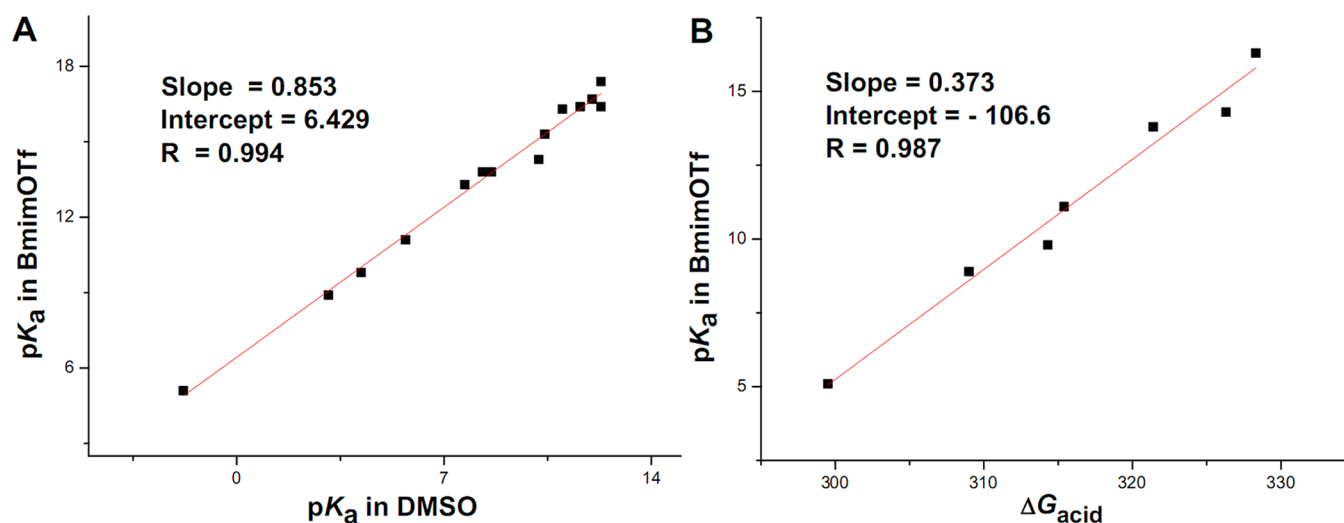 A
Slope = 0.853
Intercept = 6.429
R = 0.994
18
12
6
0
7
14
pKa in BmimOTf
pKa in DMSO
B
Slope = 0.373
Intercept = - 106.6
R = 0.987
15
10
5
300
310
320
330
pKa in BmimOTf
ΔGacid